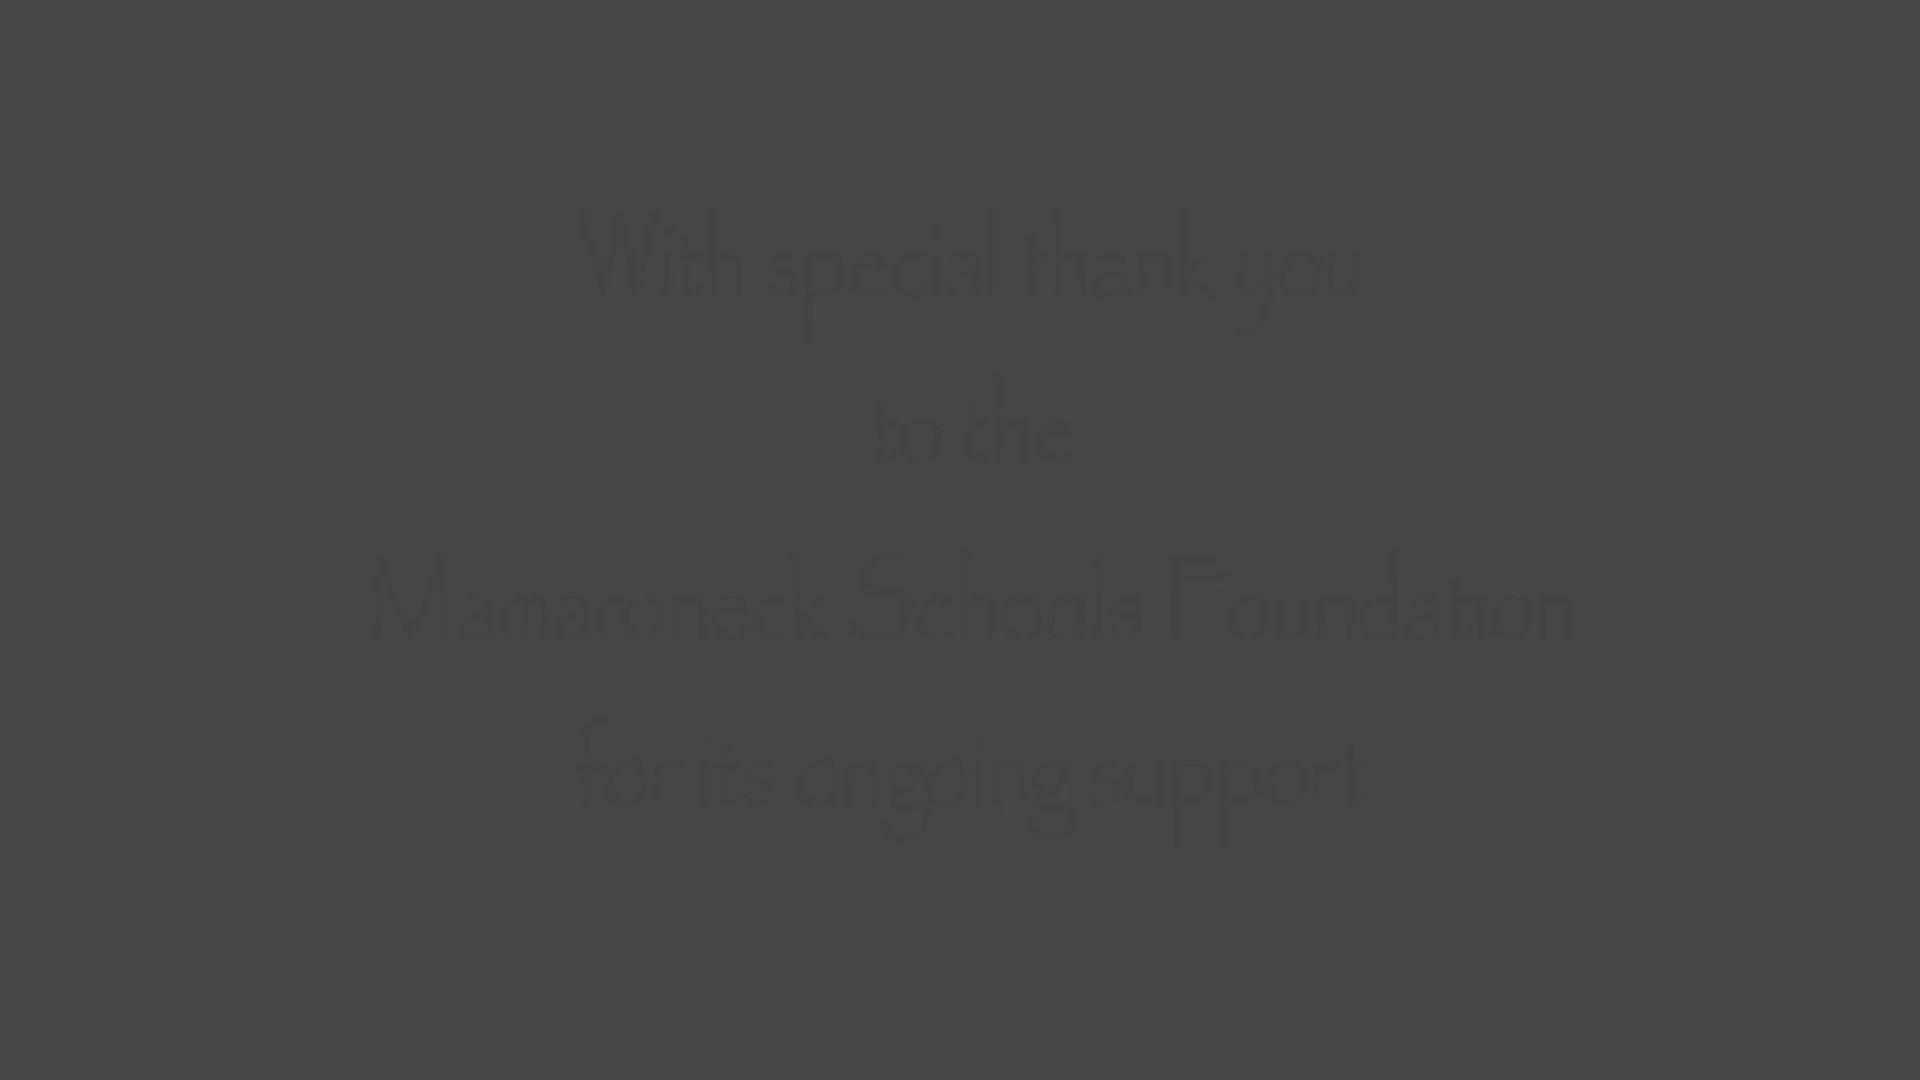 With special thank you
to the
Mamaroneck Schools Foundation
for its ongoing support